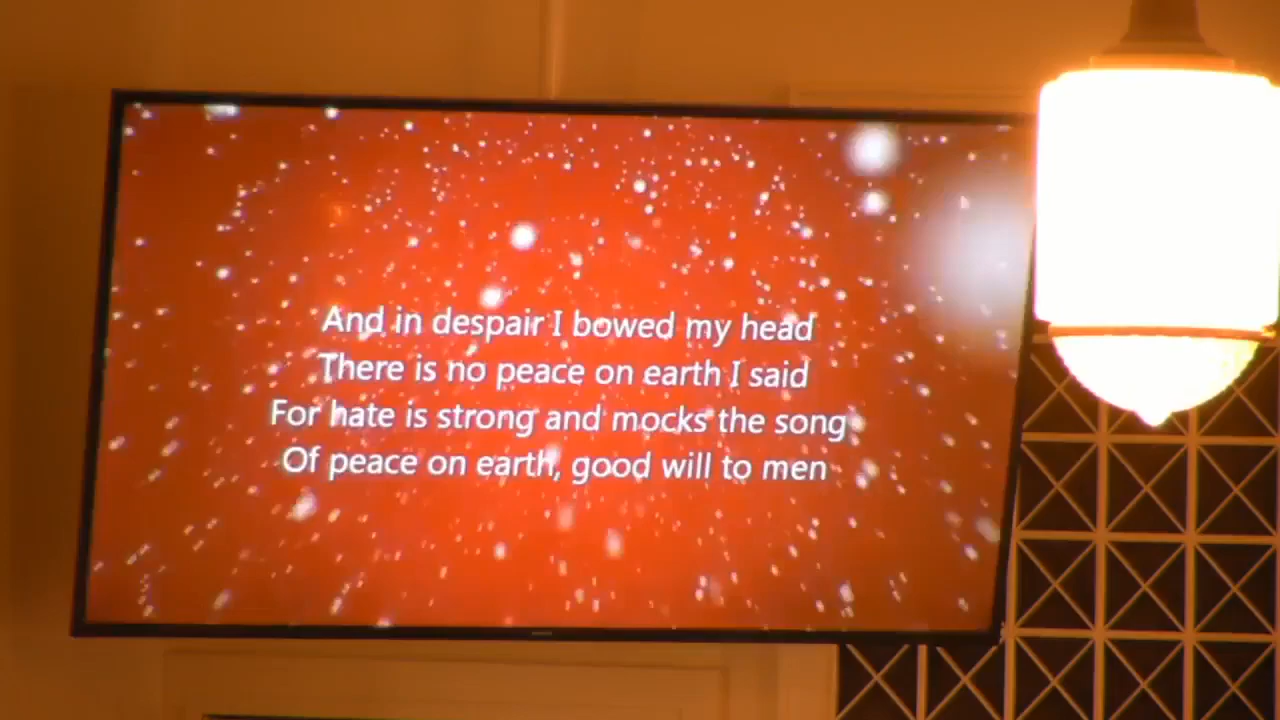 And in despair I bowed my head
There is no peace on earth I said
For hate is strong and mocks the song
Of peace on earth, good will to men